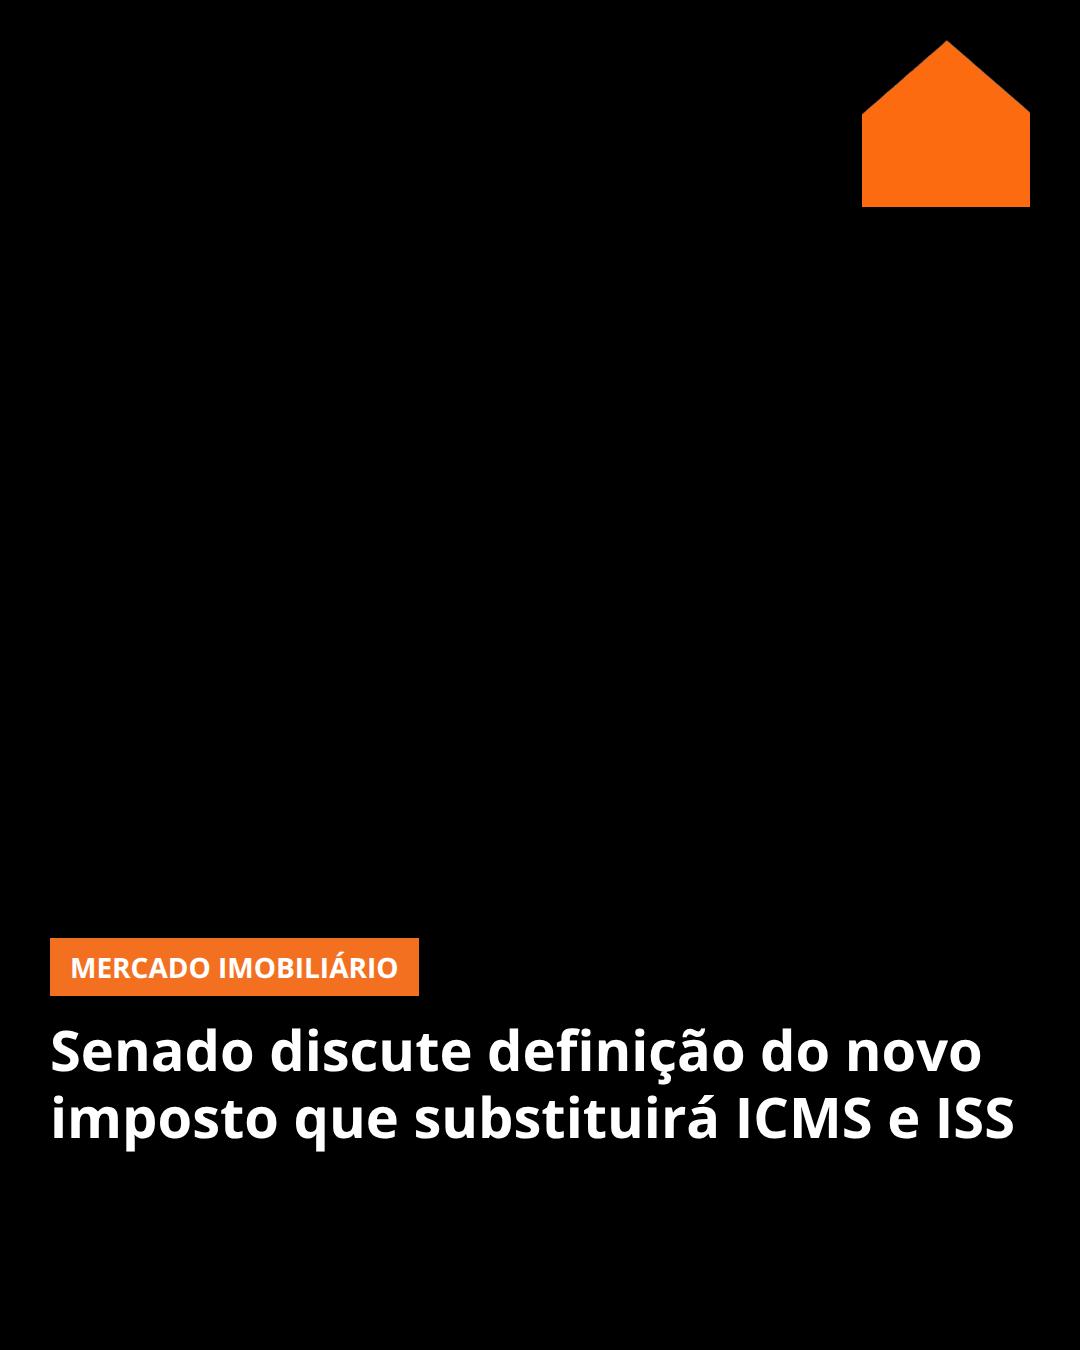 MERCADO IMOBILIÁRIO
Senado discute definição do novo
imposto que substituirá ICMS e ISS